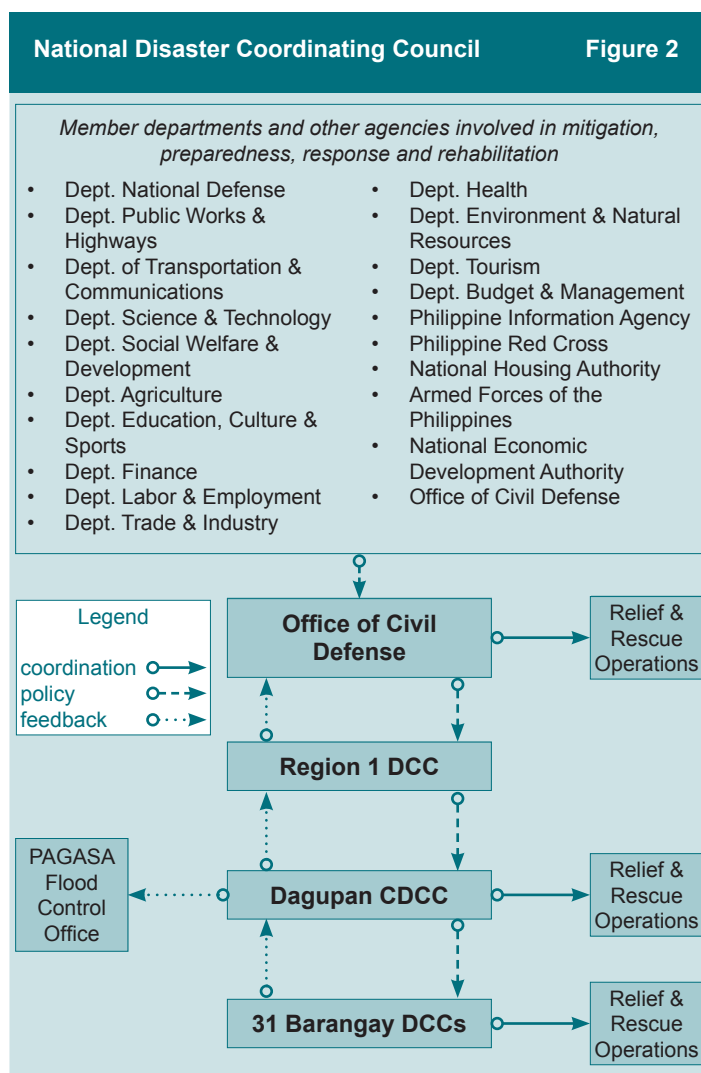 National Disaster Coordinating Council Figure 2
Member departments and other agencies involved in mitigation,
preparedness, response and rehabilitation
• Dept. National Defense
• Dept. Public Works &
Highways
• Dept. of Transportation &
Communications
• Dept. Science & Technology
• Dept. Social Welfare &
Development
• Dept. Agriculture
• Dept. Education, Culture &
Sports
• Dept. Finance
• Dept. Labor & Employment
• Dept. Trade & Industry
• Dept. Health
• Dept. Environment & Natural
Resources
• Dept. Tourism
• Dept. Budget & Management
• Philippine Information Agency
• Philippine Red Cross
• National Housing Authority
• Armed Forces of the
Philippines
• National Economic
Development Authority
• Office of Civil Defense
Legend
coordination
policy
feedback
Office of Civil
Defense
Relief &
Rescue
Operations
Region 1 DCC
PAGASA
Flood
Control
Office
Dagupan CDCC
Relief &
Rescue
Operations
31 Barangay DCCs
Relief &
Rescue
Operations